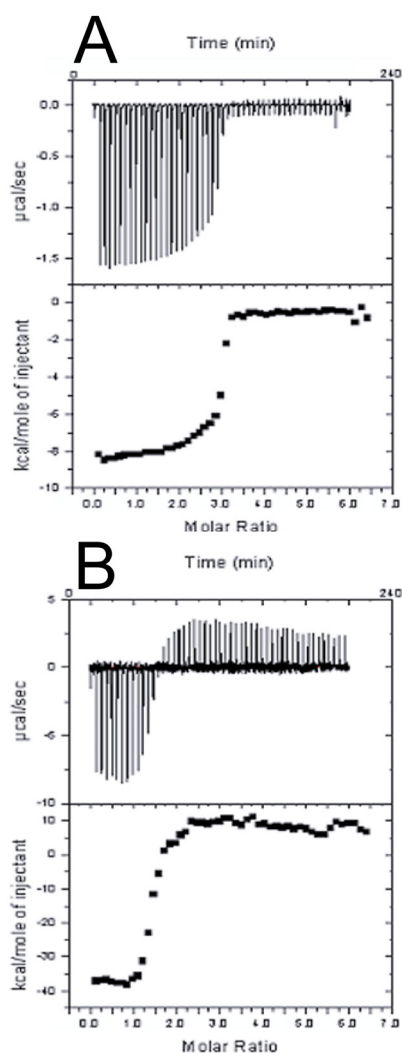 A
Time (min)
0 240
0.0
-0.5
-1.0
-1.5
µcal/sec
0
-2
-4
-6
-8
-10
kcal/mole of injectant
0.0 1.0 2.0 3.0 4.0 5.0 6.0 7.0
Molar Ratio
B
Time (min)
0 240
5
0
-5
-10
µcal/sec
10
0
-10
-20
-30
-40
kcal/mole of injectant
0.0 1.0 2.0 3.0 4.0 5.0 6.0 7.0
Molar Ratio